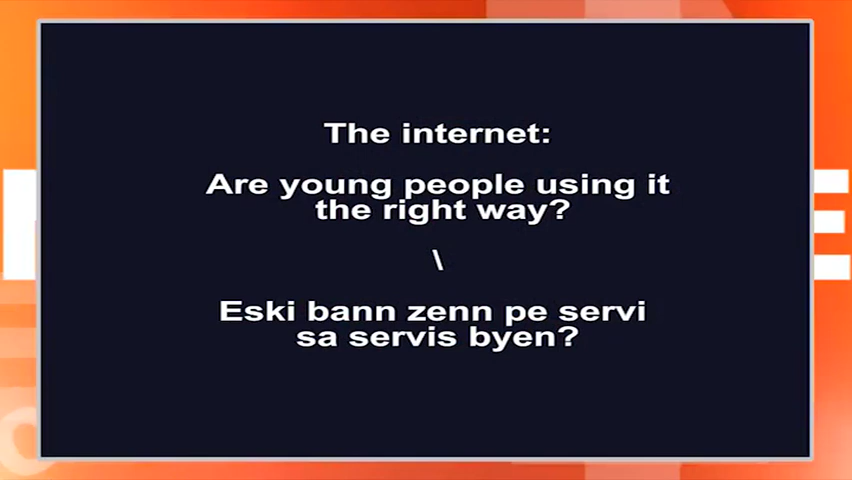 The internet:
Are young people using it
the right way?
\
Eski bann zenn pe servi
sa servis byen?